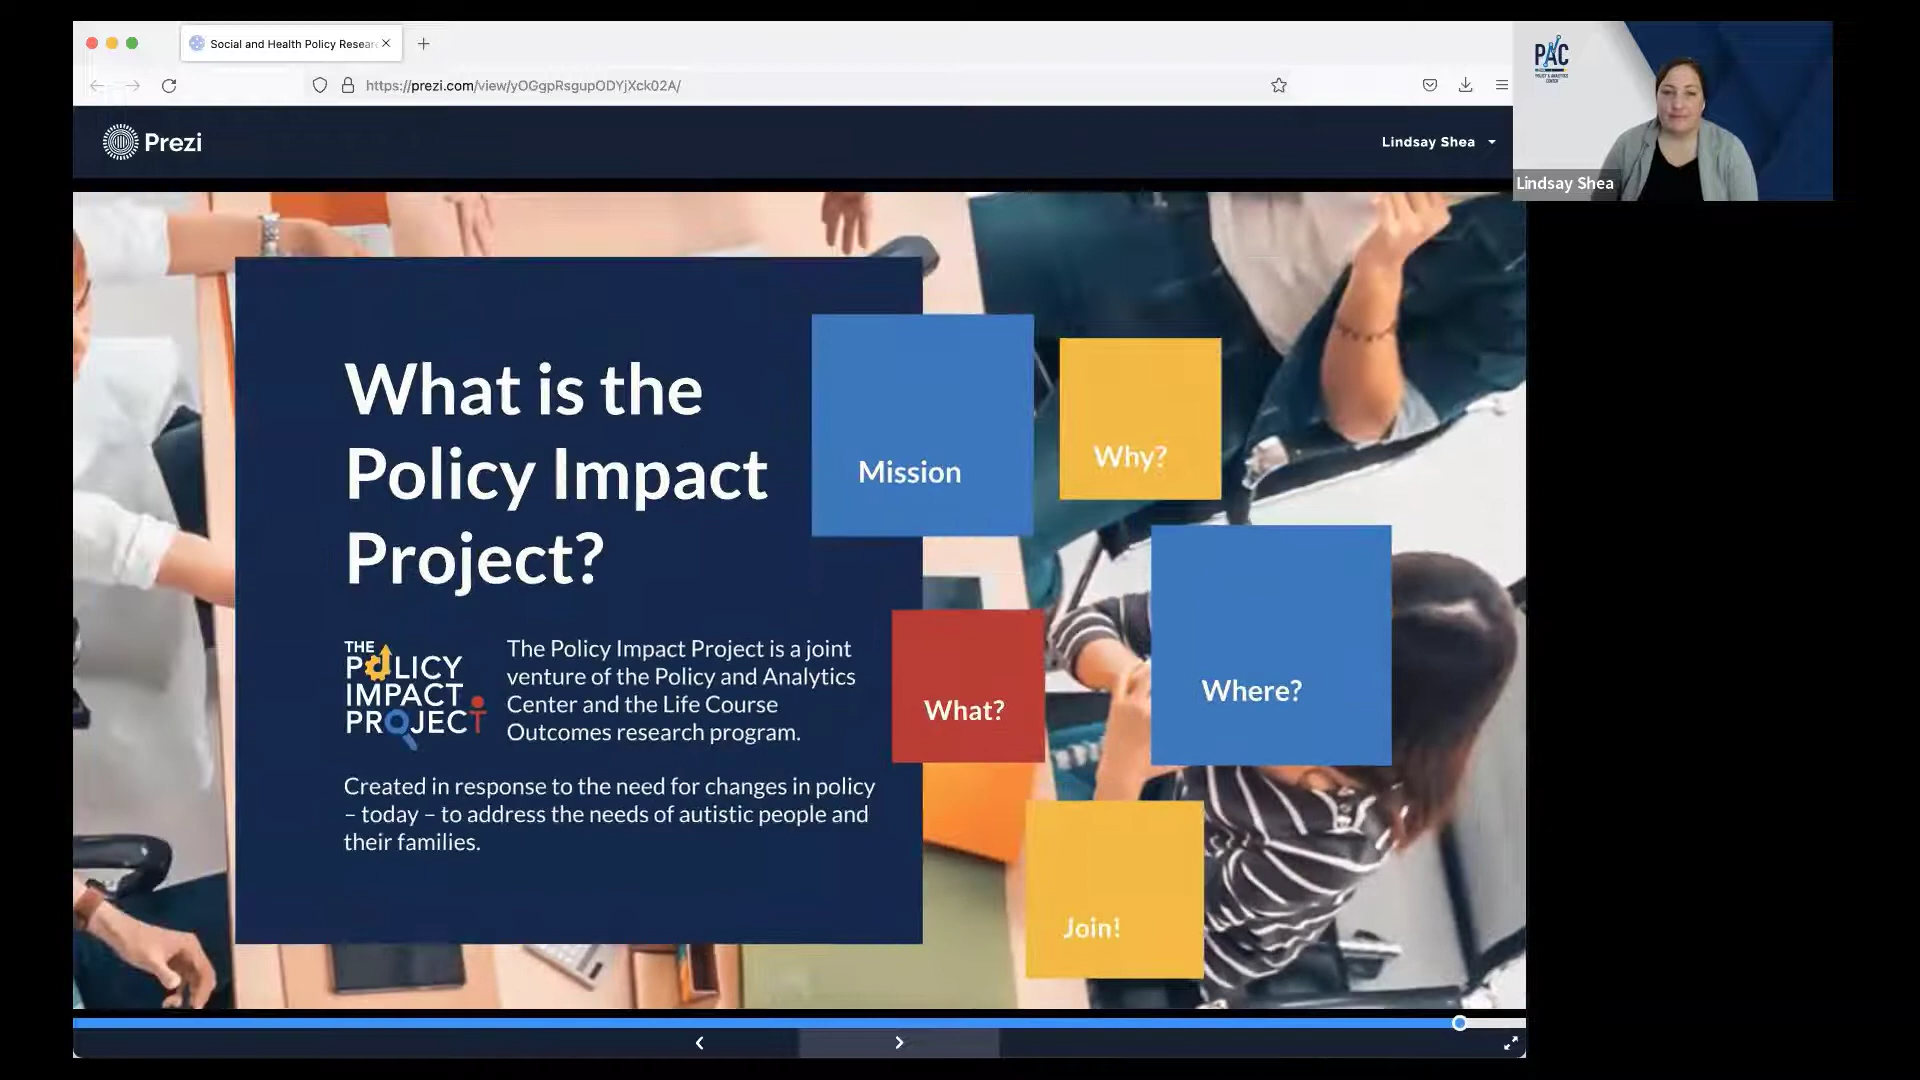 Social and Health Policy Resear
https://prezi.com/view/yOGgpRsgupODYjXck02A/
Prezi
Lindsay Shea
PAC
POLICY & ANALYTICS
CENTER
Lindsay Shea
What is the
Policy Impact
Project?
THE
POLICY
IMPACT
PROJECT
The Policy Impact Project is a joint
venture of the Policy and Analytics
Center and the Life Course
Outcomes research program.
Created in response to the need for changes in policy
– today – to address the needs of autistic people and
their families.
Mission
Why?
What?
Where?
Join!